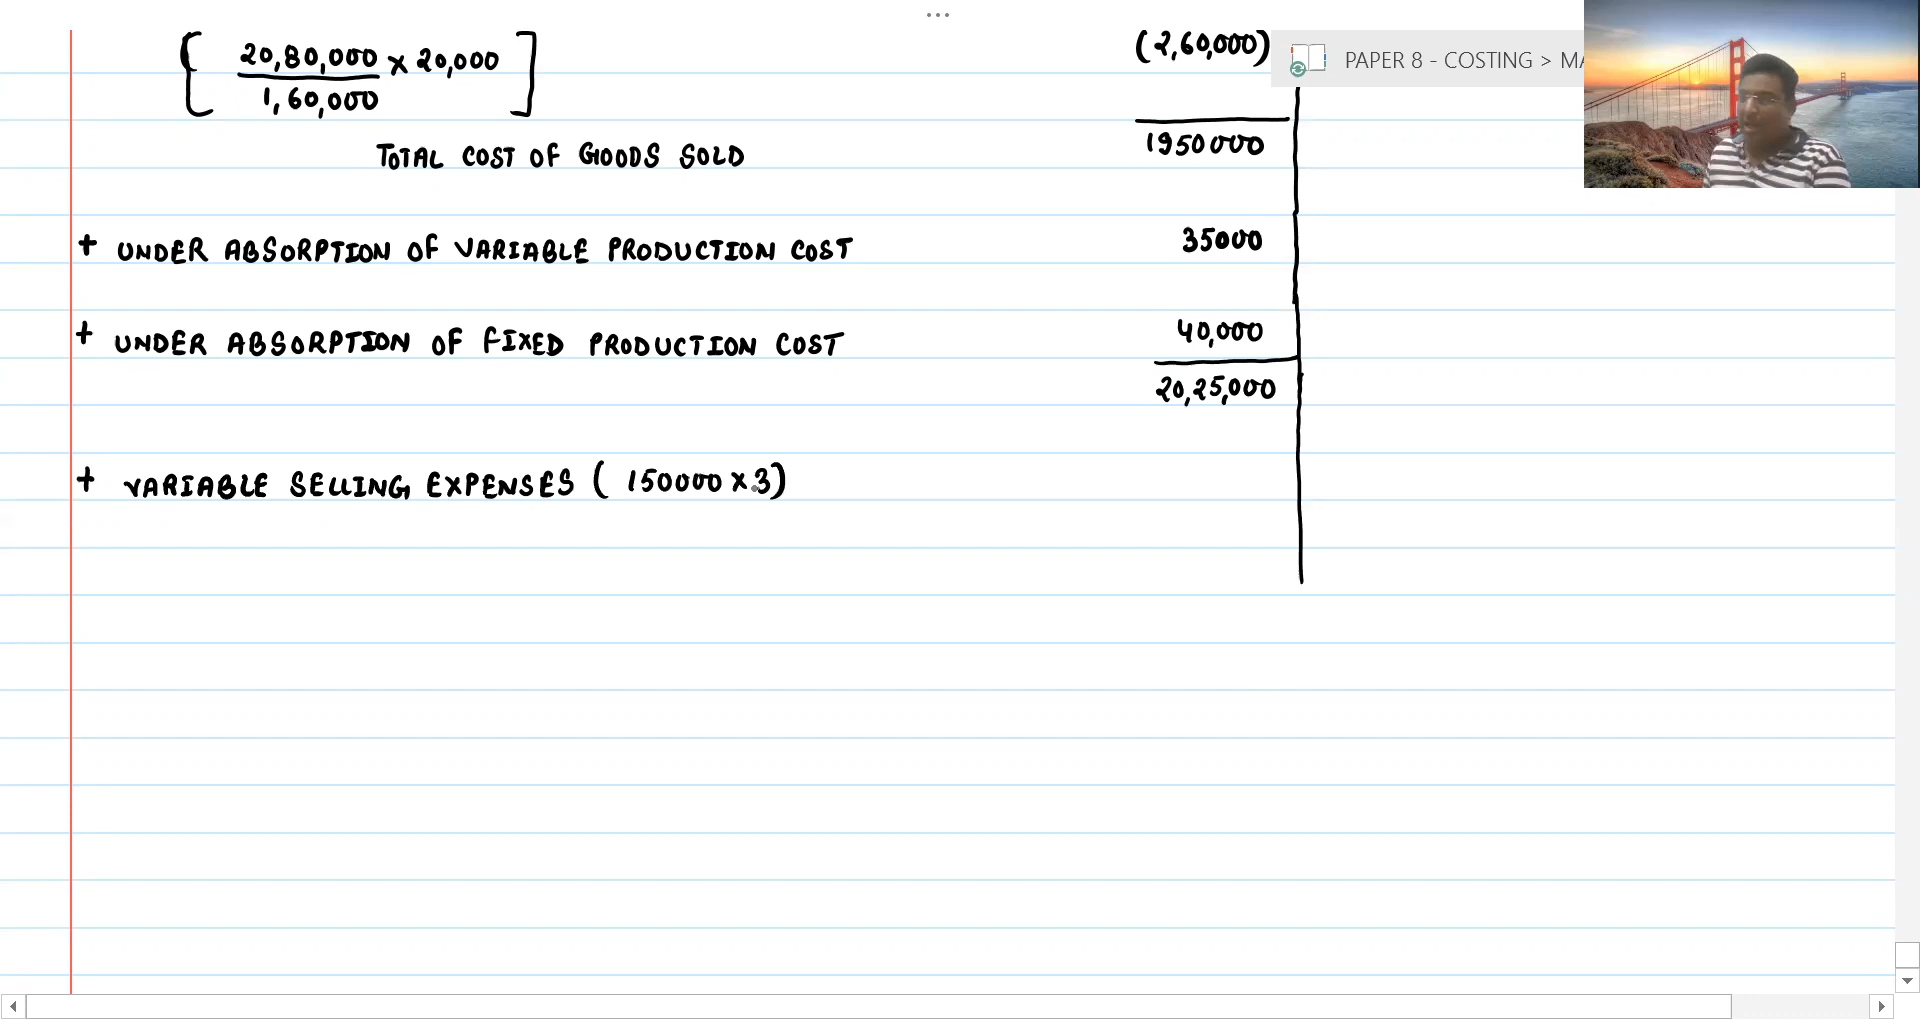 ...
[ 20,80,000 / 1,60,000 × 20,000 ] (2,60,000)
PAPER 8 - COSTING > MA
TOTAL COST OF GOODS SOLD 1950000
+ UNDER ABSORPTION OF VARIABLE PRODUCTION COST 35000
+ UNDER ABSORPTION OF FIXED PRODUCTION COST 40,000
20,25,000
+ VARIABLE SELLING EXPENSES ( 150000 × 3)